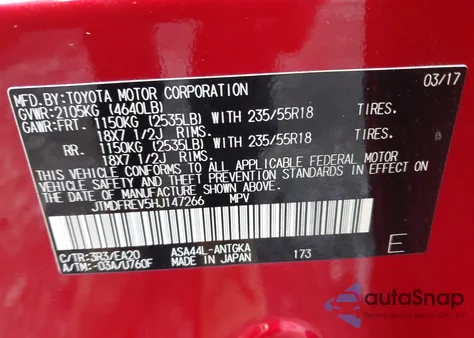 MFD.BY:TOYOTA MOTOR CORPORATION 03/17
GVWR:2105KG (4640LB)
GAWR:FRT. 1150KG (2535LB) WITH 235/55R18 TIRES.
18X7 1/2J RIMS.
RR. 1150KG (2535LB) WITH 235/55R18 TIRES.
18X7 1/2J RIMS.
THIS VEHICLE CONFORMS TO ALL APPLICABLE FEDERAL MOTOR
VEHICLE SAFETY AND THEFT PREVENTION STANDARDS IN EFFECT ON
THE DATE OF MANUFACTURE SHOWN ABOVE.
JTMDFREV5HJ147266 MPV
C/TR:3R3/EA20 ASA44L-ANTGKA 173 E
A/TM:-03A/U760F MADE IN JAPAN
autoSnap